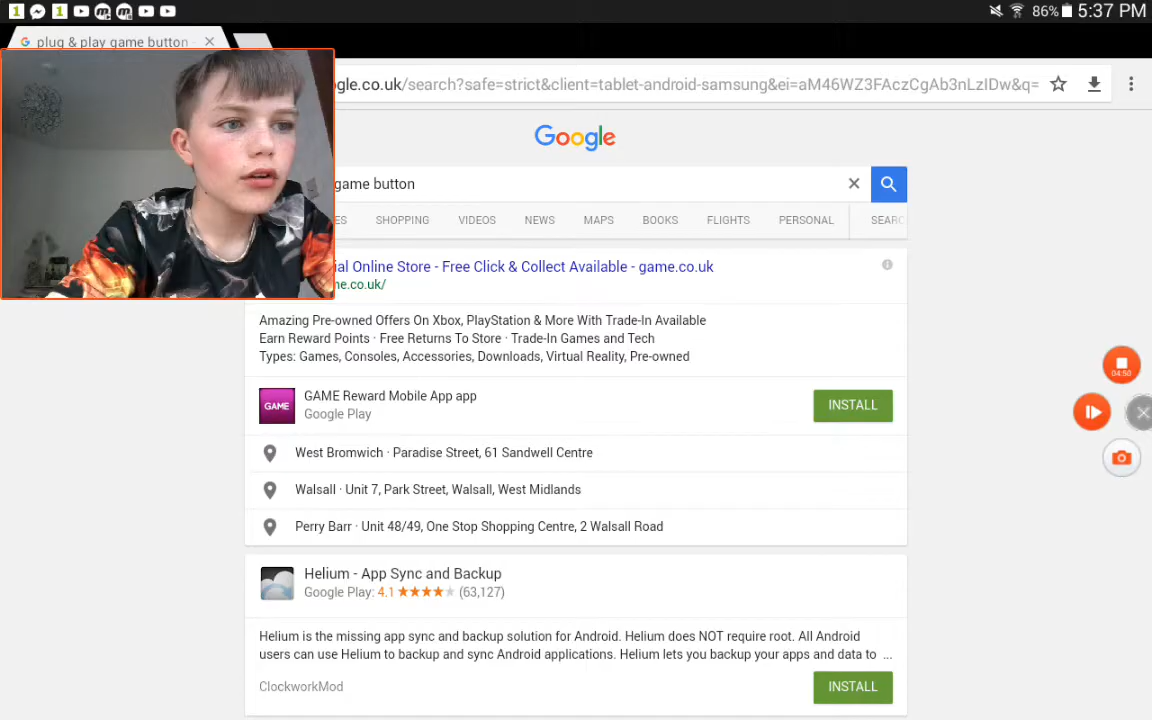 1 1 86% 5:37 PM
plug & play game button
gle.co.uk/search?safe=strict&client=tablet-android-samsung&ei=aM46WZ3FAczCgAb3nLzIDw&q=
Google
game button
ES SHOPPING VIDEOS NEWS MAPS BOOKS FLIGHTS PERSONAL SEARC
ial Online Store - Free Click & Collect Available - game.co.uk
me.co.uk/
Amazing Pre-owned Offers On Xbox, PlayStation & More With Trade-In Available
Earn Reward Points · Free Returns To Store · Trade-In Games and Tech
Types: Games, Consoles, Accessories, Downloads, Virtual Reality, Pre-owned
GAME
GAME Reward Mobile App app
Google Play
INSTALL
04:50
West Bromwich · Paradise Street, 61 Sandwell Centre
Walsall · Unit 7, Park Street, Walsall, West Midlands
Perry Barr · Unit 48/49, One Stop Shopping Centre, 2 Walsall Road
Helium - App Sync and Backup
Google Play: 4.1 (63,127)
Helium is the missing app sync and backup solution for Android. Helium does NOT require root. All Android
users can use Helium to backup and sync Android applications. Helium lets you backup your apps and data to ...
ClockworkMod
INSTALL